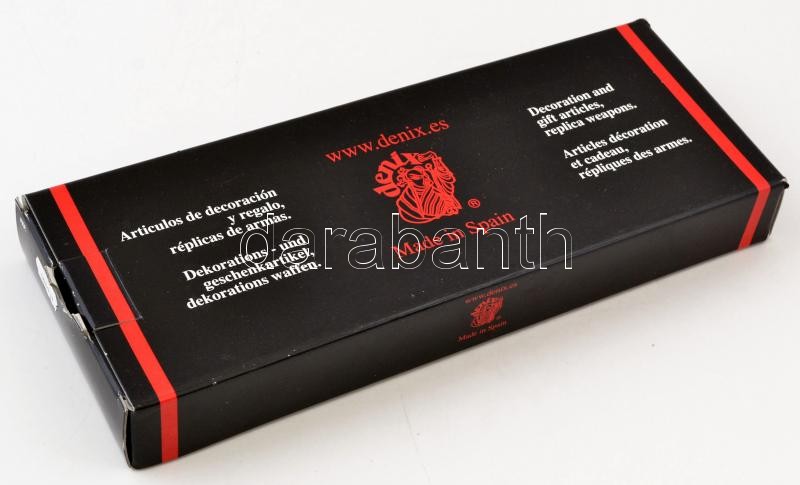 www.denix.es
denix
®
Made in Spain
Articulos de decoración
y regalo,
réplicas de armas.
Dekorations - und
geschenkartikel,
dekorations waffen.
Decoration and
gift articles,
replica weapons.
Articles décoration
et cadeau,
répliques des armes.
www.denix.es
Made in Spain
darabanth